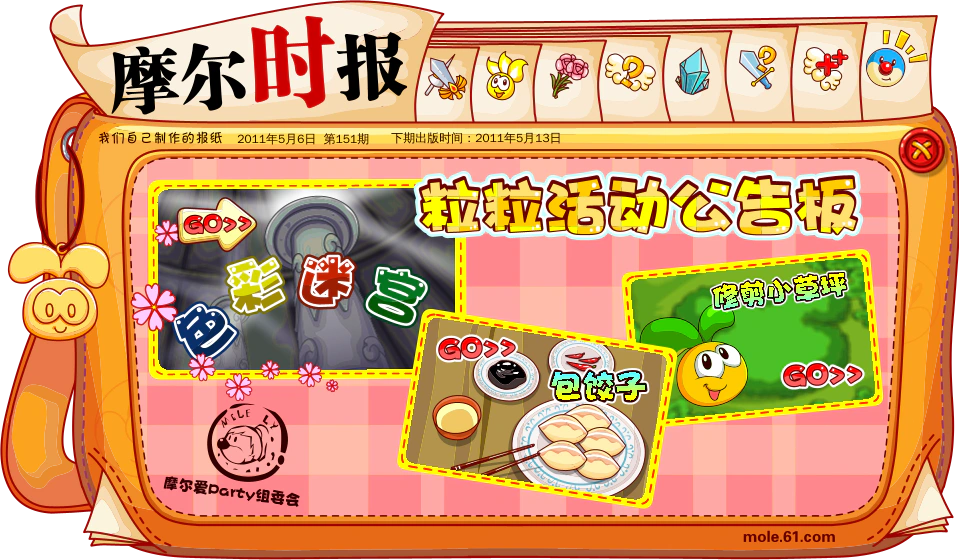 摩尔时报
我们自己制作的报纸 2011年5月6日 第151期 下期出版时间：2011年5月13日
粒粒活动公告板
GO>>
色彩迷宫
修剪小草坪
GO>>
GO>>
包饺子
摩尔爱Party组委会
mole.61.com